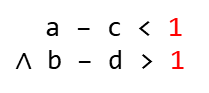 a – c < 1
∧ b – d > 1